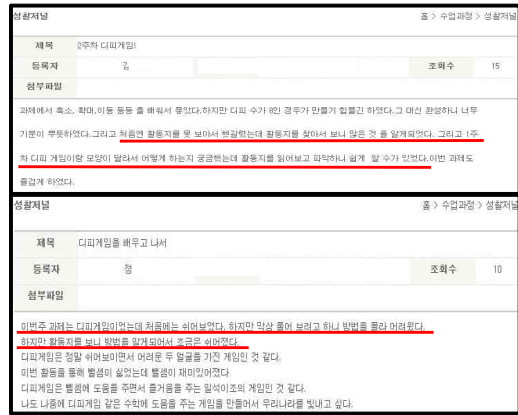 성찰저널 홈 > 수업과정 > 성찰저널
제목 2주차 디피게임!
등록자 김 조회수 15
첨부파일
과제에서 축소, 확대,이동 등등 을 배워서 좋았다.하지만 디피 수가 8인 경우가 만들기 힘들긴 하였다.그 대신 완성하니 너무
기분이 뿌듯하였다.그리고 처음엔 활동지를 못 보아서 헷갈렸는데 활동지를 찾아서 보니 많은 것 을 알게되엇다. 그리고 1주
차 디피 게임이랑 모양이 달라서 어떻게 하는지 궁금했는데 활동지를 읽어보고 파악하니 쉽게 알 수가 있었다.이번 과제도
즐겁게 하였다.
성찰저널 홈 > 수업과정 > 성찰저널
제목 디피게임을 배우고 나서
등록자 정 조회수 10
첨부파일
이번주 과제는 디피게임이었는데 처음에는 쉬어보였다. 하지만 막상 풀어 보려고 하니 방법을 몰라 어려웠다.
하지만 활동지를 보니 방법을 알게되어서 조금은 쉬어졌다.
디피게임은 정말 쉬어보이면서 어려운 두 얼굴을 가진 게임인 것 같다.
이번 활동을 통해 뺄셈이 싫었는데 뺄셈이 재미있어졌다
디피게임은 뺄셈에 도움을 주면서 즐거움을 주는 일석이조의 게임인 것 같다.
나도 나중에 디피게임 같은 수학에 도움을 주는 게임을 만들어서 우리나라를 빛내고 싶다.